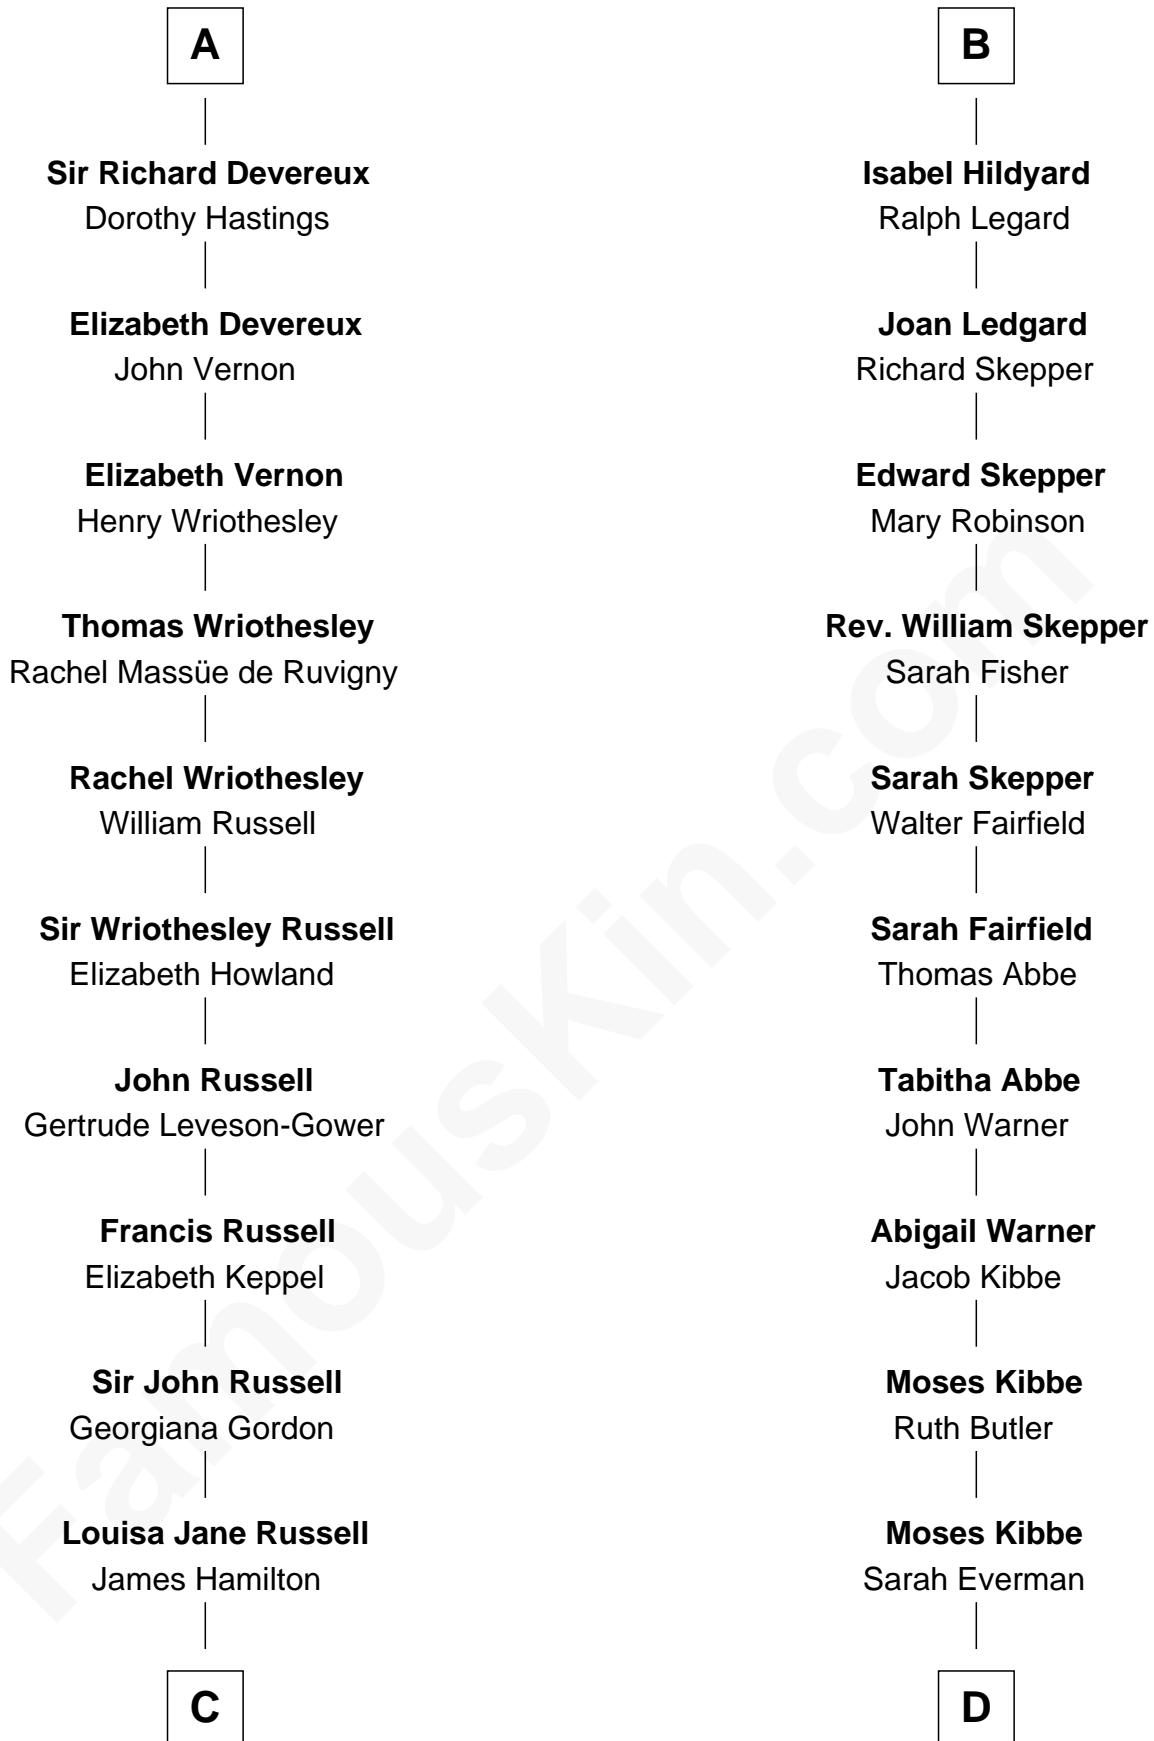 A
Sir Richard Devereux
Dorothy Hastings
Elizabeth Devereux
John Vernon
Elizabeth Vernon
Henry Wriothesley
Thomas Wriothesley
Rachel Massüe de Ruvigny
Rachel Wriothesley
William Russell
Sir Wriothesley Russell
Elizabeth Howland
John Russell
Gertrude Leveson-Gower
Francis Russell
Elizabeth Keppel
Sir John Russell
Georgiana Gordon
Louisa Jane Russell
James Hamilton
C
B
Isabel Hildyard
Ralph Legard
Joan Ledgard
Richard Skepper
Edward Skepper
Mary Robinson
Rev. William Skepper
Sarah Fisher
Sarah Skepper
Walter Fairfield
Sarah Fairfield
Thomas Abbe
Tabitha Abbe
John Warner
Abigail Warner
Jacob Kibbe
Moses Kibbe
Ruth Butler
Moses Kibbe
Sarah Everman
D
FamousKin.com